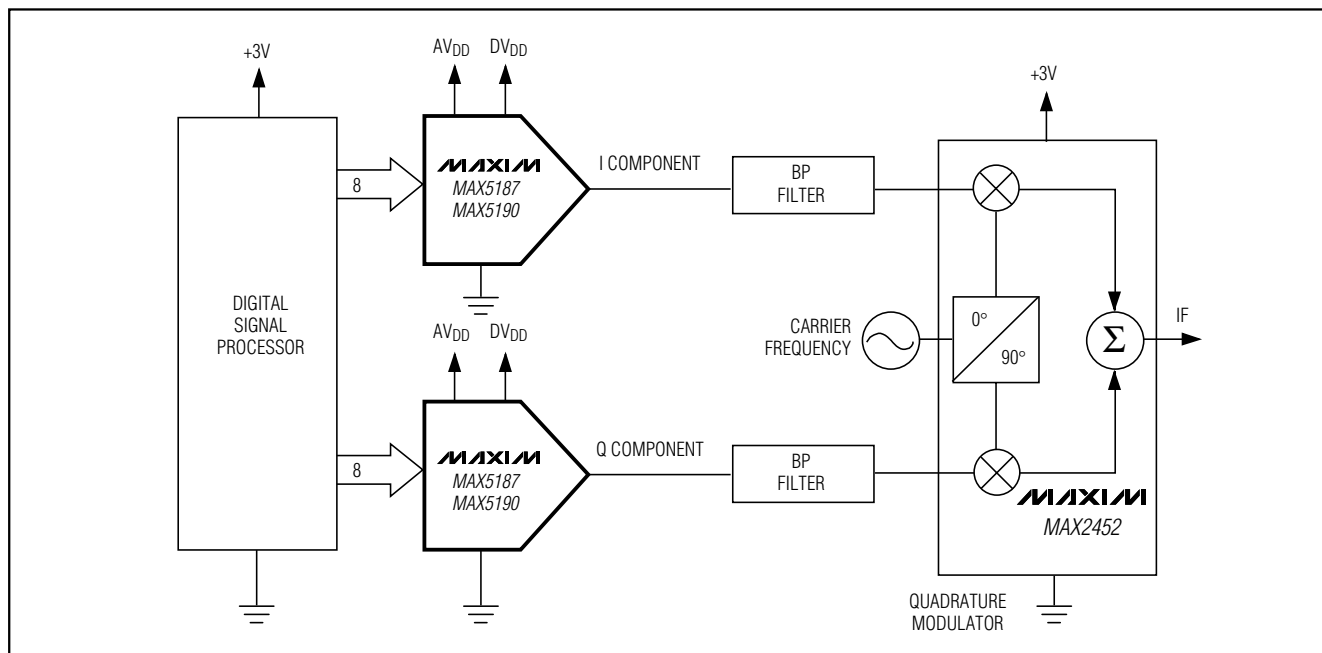 +3V
AVDD
DVDD
+3V
8
MAXIM
MAX5187
MAX5190
I COMPONENT
BP
FILTER
DIGITAL
SIGNAL
PROCESSOR
AVDD
DVDD
CARRIER
FREQUENCY
0°
90°
Σ
IF
8
MAXIM
MAX5187
MAX5190
Q COMPONENT
BP
FILTER
MAXIM
MAX2452
QUADRATURE
MODULATOR